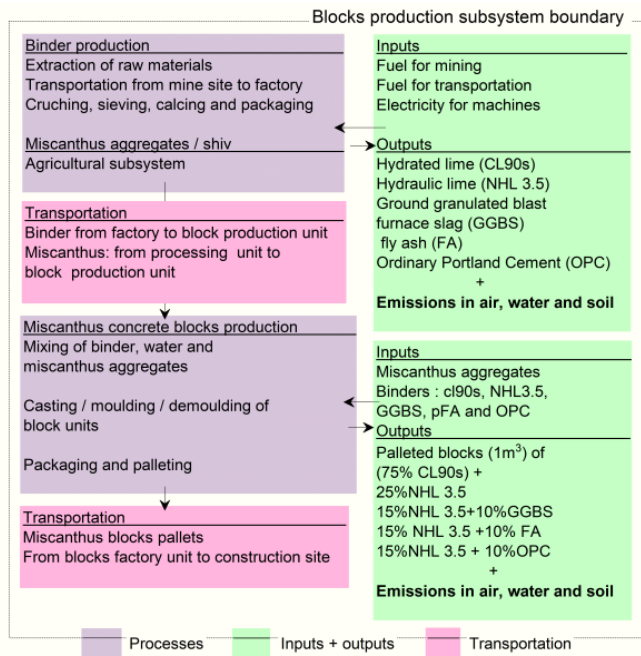 Blocks production subsystem boundary
Binder production
Extraction of raw materials
Transportation from mine site to factory
Cruching, sieving, calcing and packaging
Miscanthus aggregates / shiv
Agricultural subsystem
Inputs
Fuel for mining
Fuel for transportation
Electricity for machines
Outputs
Hydrated lime (CL90s)
Hydraulic lime (NHL 3.5)
Ground granulated blast
furnace slag (GGBS)
fly ash (FA)
Ordinary Portland Cement (OPC)
+
Emissions in air, water and soil
Transportation
Binder from factory to block production unit
Miscanthus: from processing unit to
block production unit
Miscanthus concrete blocks production
Mixing of binder, water and
miscanthus aggregates
Casting / moulding / demoulding of
block units
Packaging and palleting
Inputs
Miscanthus aggregates
Binders : cl90s, NHL3.5,
GGBS, pFA and OPC
Outputs
Palleted blocks (1m³) of
(75% CL90s) +
25%NHL 3.5
15%NHL 3.5+10%GGBS
15% NHL 3.5 +10% FA
15%NHL 3.5 + 10%OPC
+
Emissions in air, water and soil
Transportation
Miscanthus blocks pallets
From blocks factory unit to construction site
Processes
Inputs + outputs
Transportation